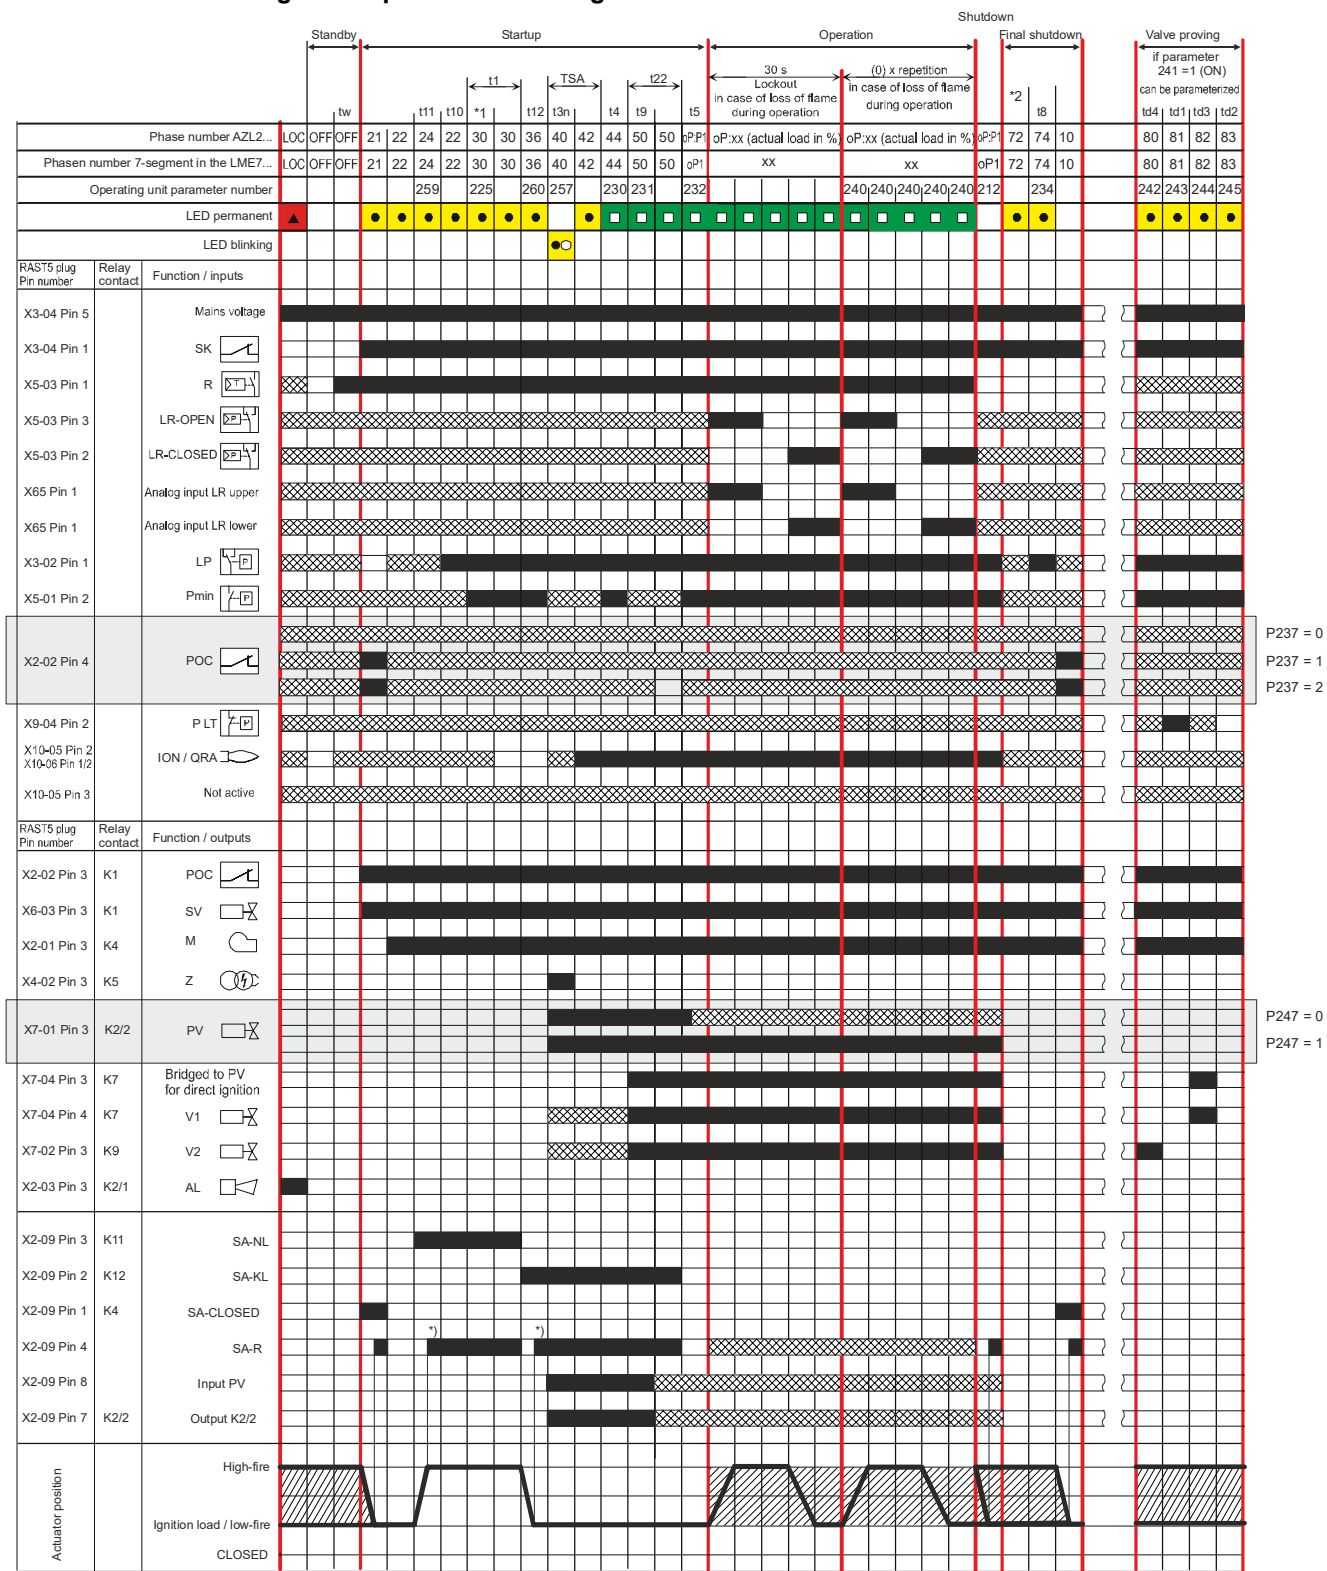 Shutdown
Standby Startup Operation Final shutdown Valve proving
if parameter
241 =1 (ON)
can be parameterized
t1 TSA t22
30 s
Lockout
in case of loss of flame
during operation
(0) x repetition
in case of loss of flame
during operation
*2
tw t11 t10 *1 t12 t3n t4 t9 t5 t8 td4 td1 td3 td2
Phase number AZL2... LOC OFF OFF 21 22 24 22 30 30 36 40 42 44 50 50 oP:P1 oP:xx (actual load in %) oP:xx (actual load in %) oP:P1 72 74 10 80 81 82 83
Phasen number 7-segment in the LME7... LOC OFF OFF 21 22 24 22 30 30 36 40 42 44 50 50 oP1 xx xx oP1 72 74 10 80 81 82 83
Operating unit parameter number 259 225 260 257 230 231 232 240 240 240 240 240 212 234 242 243 244 245
LED permanent
LED blinking
RAST5 plug
Pin number
Relay
contact
Function / inputs
X3-04 Pin 5 Mains voltage
X3-04 Pin 1 SK
X5-03 Pin 1 R T
X5-03 Pin 3 LR-OPEN P
X5-03 Pin 2 LR-CLOSED P
X65 Pin 1 Analog input LR upper
X65 Pin 1 Analog input LR lower
X3-02 Pin 1 LP P
X5-01 Pin 2 Pmin P
P237 = 0
X2-02 Pin 4 POC P237 = 1
P237 = 2
X9-04 Pin 2 P LT P
X10-05 Pin 2
X10-06 Pin 1/2
ION / QRA
X10-05 Pin 3 Not active
RAST5 plug
Pin number
Relay
contact
Function / outputs
X2-02 Pin 3 K1 POC
X6-03 Pin 3 K1 SV
X2-01 Pin 3 K4 M
X4-02 Pin 3 K5 Z
P247 = 0
X7-01 Pin 3 K2/2 PV
P247 = 1
X7-04 Pin 3 K7 Bridged to PV
for direct ignition
X7-04 Pin 4 K7 V1
X7-02 Pin 3 K9 V2
X2-03 Pin 3 K2/1 AL
X2-09 Pin 3 K11 SA-NL
X2-09 Pin 2 K12 SA-KL
X2-09 Pin 1 K4 SA-CLOSED
*) *)
X2-09 Pin 4 SA-R
X2-09 Pin 8 Input PV
X2-09 Pin 7 K2/2 Output K2/2
Actuator position
High-fire
Ignition load / low-fire
CLOSED